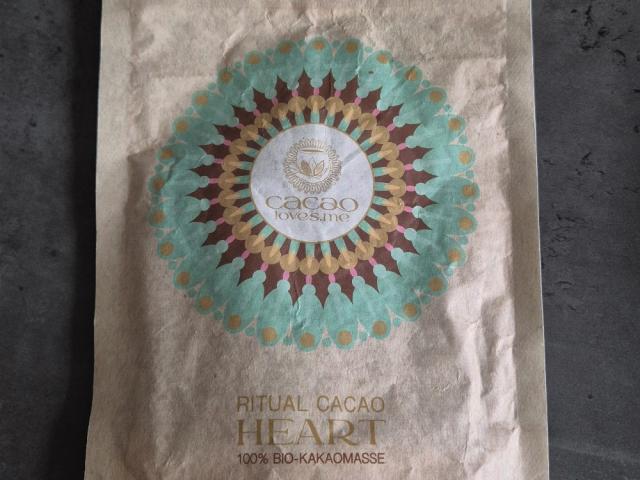 cacao
loves.me
RITUAL CACAO
HEART
100% BIO-KAKAOMASSE